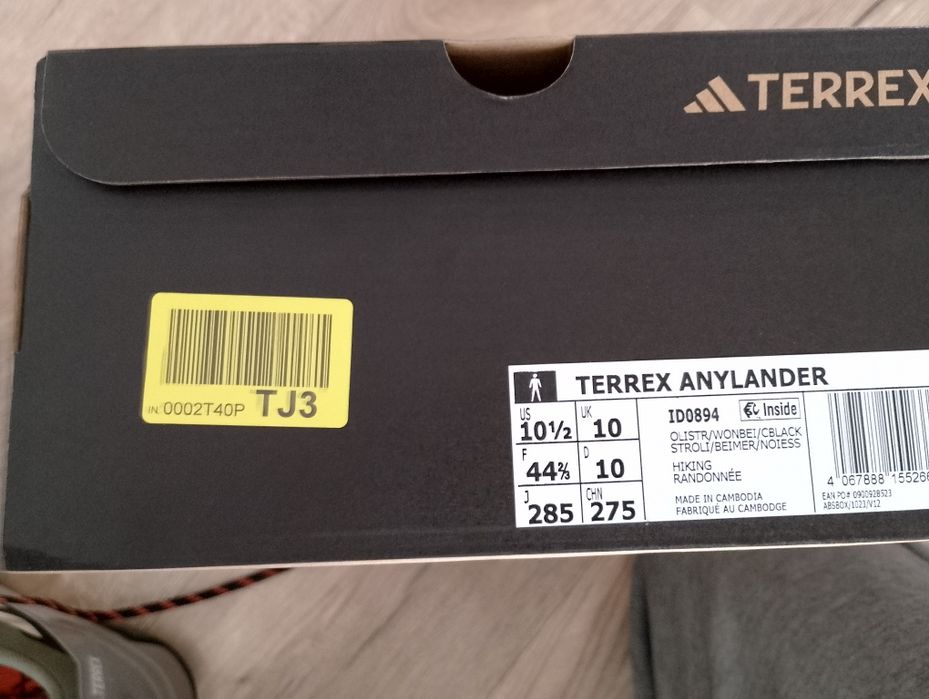 TERREX
IN. 0002T40P TJ3
TERREX ANYLANDER
US 10½ UK 10
F 44⅔ D 10
J 285 CHN 275
ID0894 Inside
OLISTR/WONBEI/CBLACK
STROLI/BEIMER/NOIESS
HIKING
RANDONNÉE
MADE IN CAMBODIA
FABRIQUÉ AU CAMBODGE
4 067888 15526
EAN PO# 0900928523
ABSBOX/1023/V12